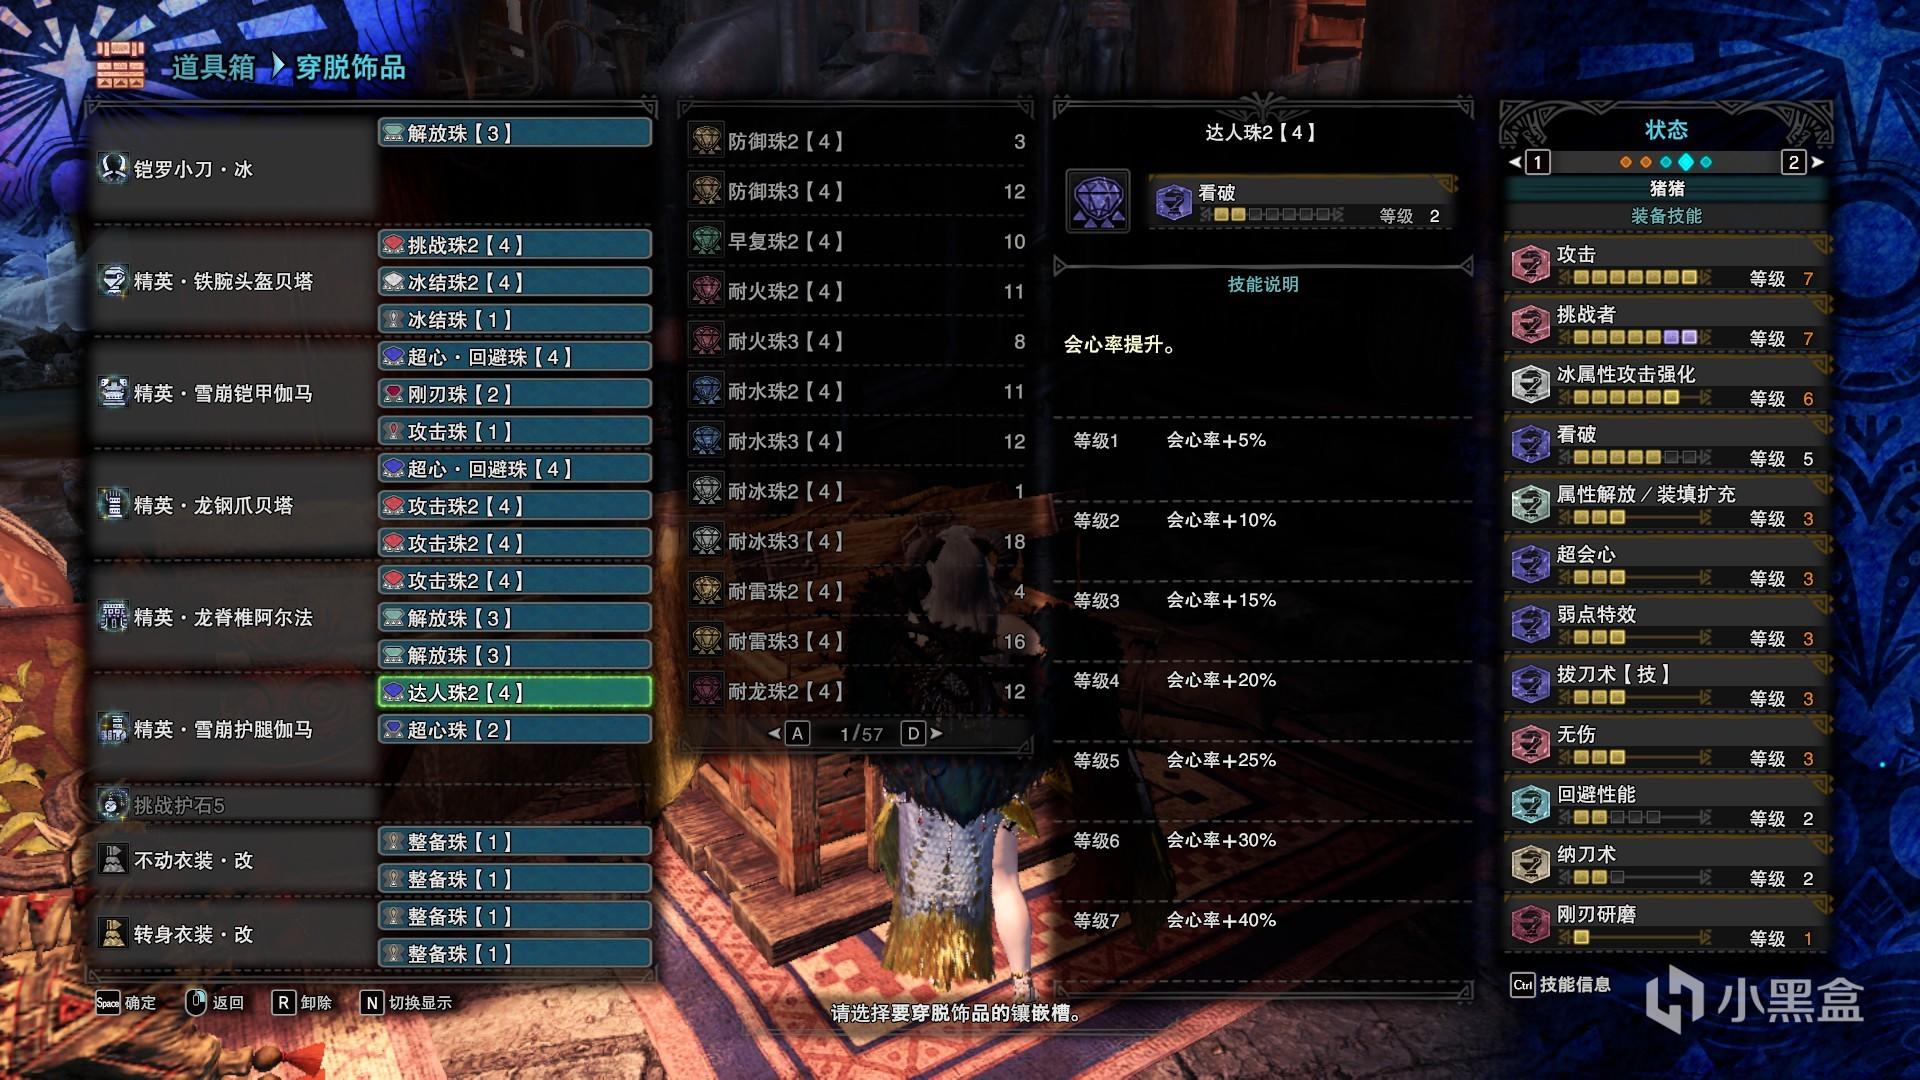 道具箱 穿脱饰品
铠罗小刀・冰
解放珠【3】
精英・铁腕头盔贝塔
挑战珠2【4】
冰结珠2【4】
冰结珠【1】
精英・雪崩铠甲伽马
超心・回避珠【4】
刚刃珠【2】
攻击珠【1】
精英・龙钢爪贝塔
超心・回避珠【4】
攻击珠2【4】
攻击珠2【4】
精英・龙脊椎阿尔法
攻击珠2【4】
解放珠【3】
解放珠【3】
精英・雪崩护腿伽马
达人珠2【4】
超心珠【2】
挑战护石5
不动衣装・改
整备珠【1】
整备珠【1】
转身衣装・改
整备珠【1】
整备珠【1】
Space 确定 返回 R 卸除 N 切换显示
防御珠2【4】 3
防御珠3【4】 12
早复珠2【4】 10
耐火珠2【4】 11
耐火珠3【4】 8
耐水珠2【4】 11
耐水珠3【4】 12
耐冰珠2【4】 1
耐冰珠3【4】 18
耐雷珠2【4】 4
耐雷珠3【4】 16
耐龙珠2【4】 12
A 1/57 D
达人珠2【4】
看破
等级 2
技能说明
会心率提升。
等级1 会心率+5%
等级2 会心率+10%
等级3 会心率+15%
等级4 会心率+20%
等级5 会心率+25%
等级6 会心率+30%
等级7 会心率+40%
请选择要穿脱饰品的镶嵌槽。
状态
1 2
猪猪
装备技能
攻击
等级 7
挑战者
等级 7
冰属性攻击强化
等级 6
看破
等级 5
属性解放／装填扩充
等级 3
超会心
等级 3
弱点特效
等级 3
拔刀术【技】
等级 3
无伤
等级 3
回避性能
等级 2
纳刀术
等级 2
刚刃研磨
等级 1
Ctrl 技能信息
小黑盒